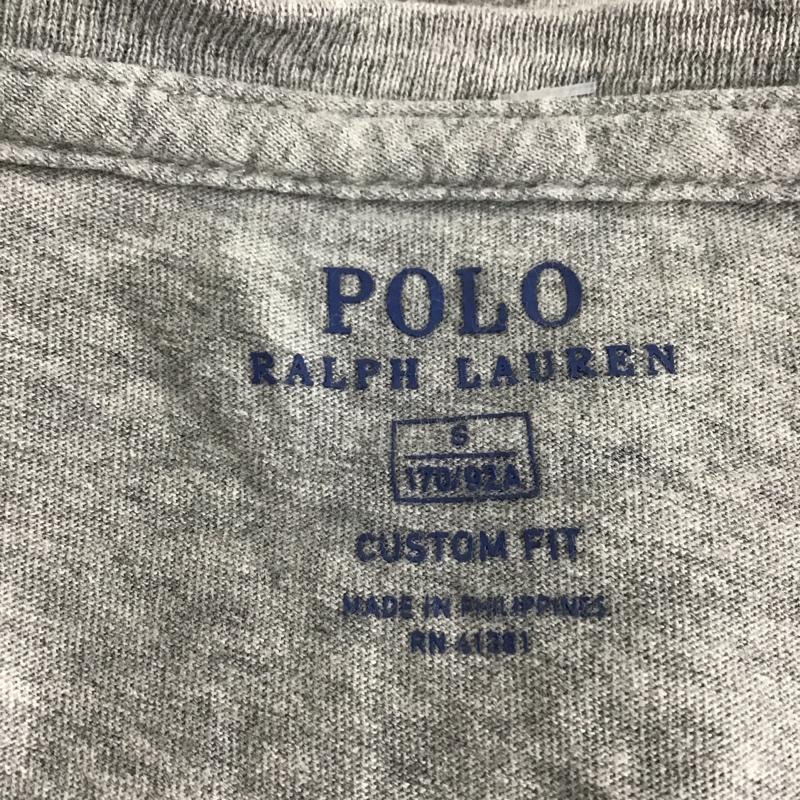 POLO
RALPH LAUREN
S
170/92A
CUSTOM FIT
MADE IN PHILIPPINES
RN 41381